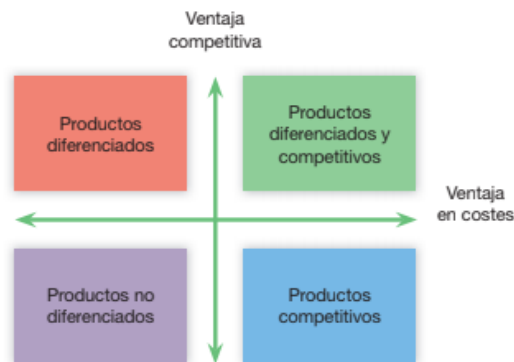 Ventaja
competitiva
Productos
diferenciados
Productos
diferenciados y
competitivos
Ventaja
en costes
Productos no
diferenciados
Productos
competitivos